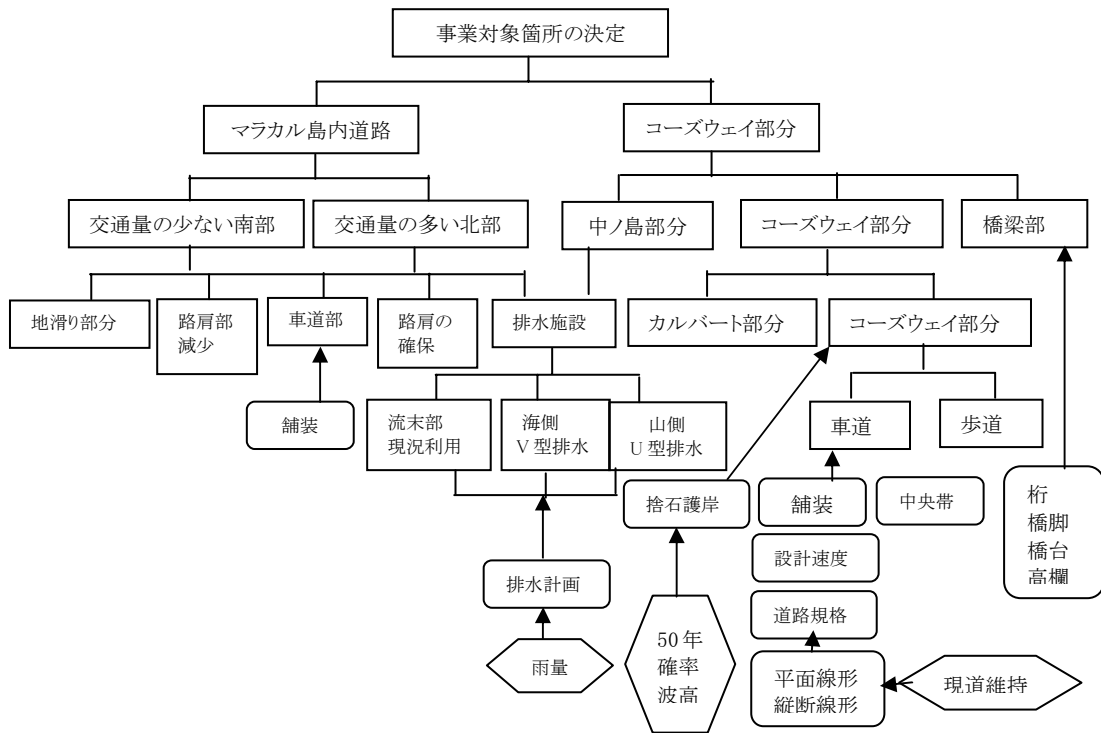 事業対象箇所の決定
マラカル島内道路
コーズウェイ部分
交通量の少ない南部
交通量の多い北部
中ノ島部分
コーズウェイ部分
橋梁部
地滑り部分
路肩部
減少
車道部
路肩の
確保
排水施設
カルバート部分
コーズウェイ部分
舗装
流末部
現況利用
海側
V型排水
山側
U型排水
車道
歩道
捨石護岸
舗装
中央帯
桁
橋脚
橋台
高欄
設計速度
排水計画
道路規格
雨量
50年
確率
波高
平面線形
縦断線形
現道維持